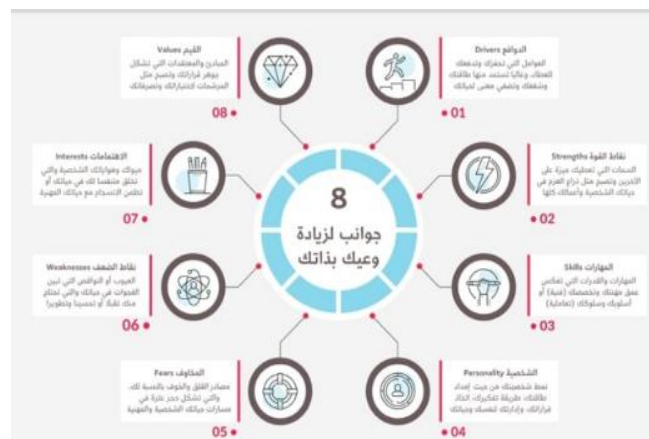 8
جوانب لزيادة
وعيك بذاتك
الدوافع Drivers
العوامل التي تحفزك وتدفعك
للعطاء، وغالبا تستمد منها طاقتك
وشغفك وتضفي معنى لحياتك
01
نقاط القوة Strengths
السمات التي تعطيك ميزة على
الآخرين وتصبح مثل ذراع العزم في
حياتك الشخصية وأعمالك كلها
02
المهارات Skills
المهارات والقدرات التي تعكس
عمق مهنتك وتخصصك (فنية) أو
أسلوبك وسلوكك (تعاملية)
03
الشخصية Personality
نمط شخصيتك من حيث إمداد
طاقتك، طريقة تفكيرك، اتخاذ
قراراتك، وإدارتك لنفسك وحياتك
04
المخاوف Fears
مصادر القلق والخوف بالنسبة لك،
والتي تشكل حجر عثرة في
مسارات حياتك الشخصية والمهنية
05
نقاط الضعف Weaknesses
العيوب أو النواقص التي تبين
الفجوات في حياتك والتي تحتاج
منك تقبلاً أو تحسينا وتطويرا
06
الاهتمامات Interests
ميولك وهواياتك الشخصية والتي
تخلق متنفسا لك في حياتك أو
تظهر الانسجام مع حياتك المهنية
07
القيم Values
المبادئ والمعتقدات التي تشكل
جوهر قراراتك وتصبح مثل
المرشحات لاختياراتك وتصرفاتك
08